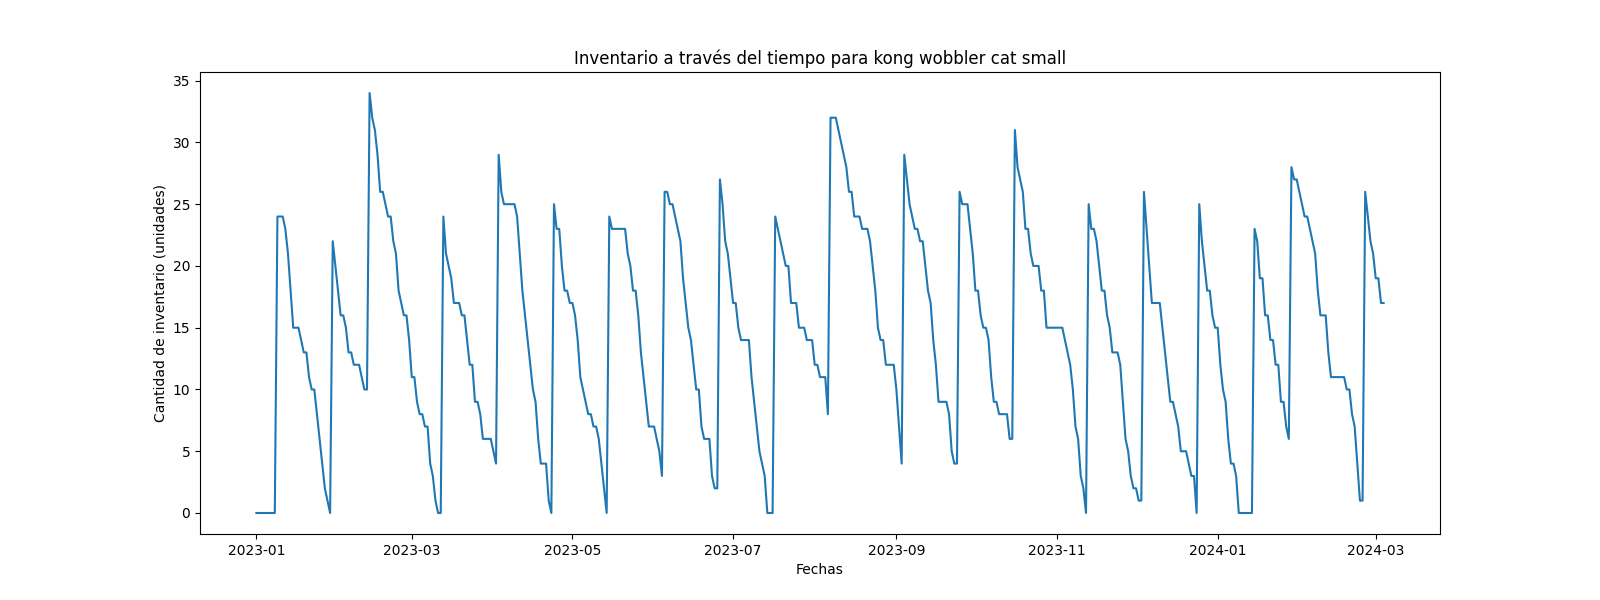 Inventario a través del tiempo para kong wobbler cat small
Cantidad de inventario (unidades)
35
30
25
20
15
10
5
0
2023-01 2023-03 2023-05 2023-07 2023-09 2023-11 2024-01 2024-03
Fechas